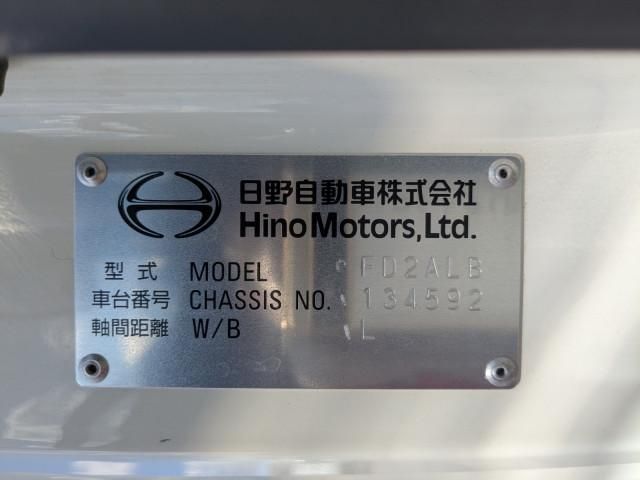 日野自動車株式会社
Hino Motors, Ltd.
型式 MODEL FD2ALB
車台番号 CHASSIS NO. 134592
軸間距離 W/B L